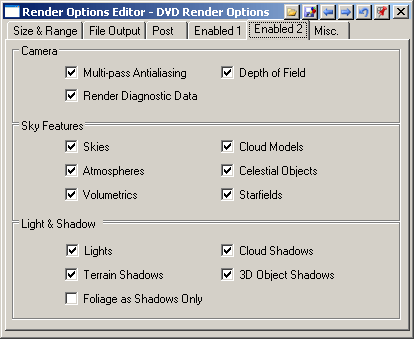 Render Options Editor - DVD Render Options
Size & Range File Output Post Enabled 1 Enabled 2 Misc.
Camera
Multi-pass Antialiasing Depth of Field
Render Diagnostic Data
Sky Features
Skies Cloud Models
Atmospheres Celestial Objects
Volumetrics Starfields
Light & Shadow
Lights Cloud Shadows
Terrain Shadows 3D Object Shadows
Foliage as Shadows Only